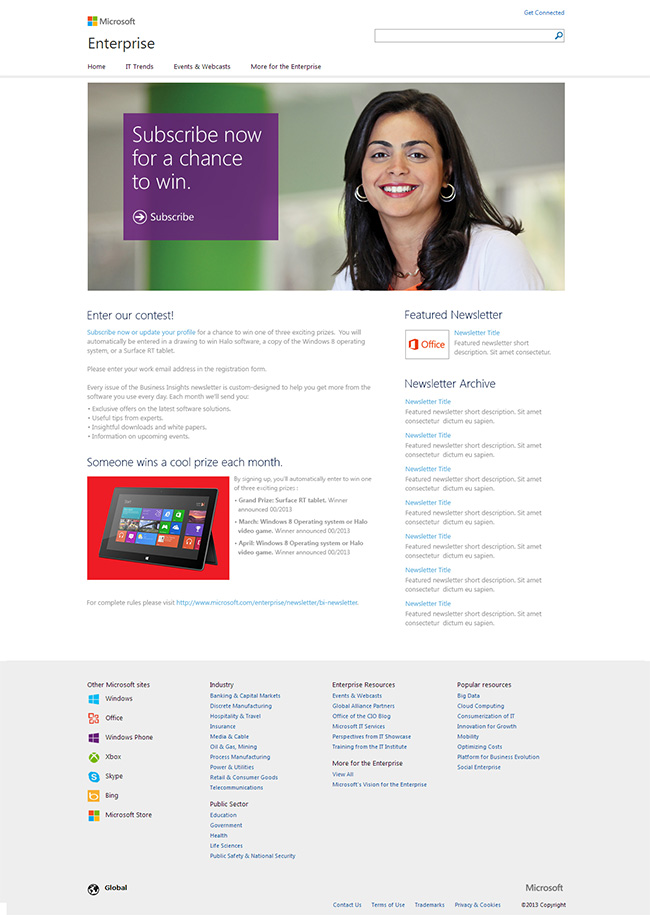 Get Connected
Microsoft
Enterprise
Home IT Trends Events & Webcasts More for the Enterprise
Subscribe now
for a chance
to win.
Subscribe
Enter our contest!
Subscribe now or update your profile for a chance to win one of three exciting prizes. You will
automatically be entered in a drawing to win Halo software, a copy of the Windows 8 operating
system, or a Surface RT tablet.
Please enter your work email address in the registration form.
Every issue of the Business Insights newsletter is custom-designed to help you get more from the
software you use every day. Each month we'll send you:
• Exclusive offers on the latest software solutions.
• Useful tips from experts.
• Insightful downloads and white papers.
• Information on upcoming events.
Someone wins a cool prize each month.
By signing up, you'll automatically enter to win one
of three exciting prizes :
• Grand Prize: Surface RT tablet. Winner
announced 00/2013
• March: Windows 8 Operating system or Halo
video game. Winner announced 00/2013
• April: Windows 8 Operating system or Halo
video game. Winner announced 00/2013
For complete rules please visit http://www.microsoft.com/enterprise/newsletter/bi-newsletter.
Featured Newsletter
Office
Newsletter Title
Featured newsletter short
description. Sit amet consectetur.
Newsletter Archive
Newsletter Title
Featured newsletter short description. Sit amet
consectetur dictum eu sapien.
Newsletter Title
Featured newsletter short description. Sit amet
consectetur dictum eu sapien.
Newsletter Title
Featured newsletter short description. Sit amet
consectetur dictum eu sapien.
Newsletter Title
Featured newsletter short description. Sit amet
consectetur dictum eu sapien.
Newsletter Title
Featured newsletter short description. Sit amet
consectetur dictum eu sapien.
Newsletter Title
Featured newsletter short description. Sit amet
consectetur dictum eu sapien.
Newsletter Title
Featured newsletter short description. Sit amet
consectetur dictum eu sapien.
Other Microsoft sites
Windows
Office
Windows Phone
Xbox
Skype
Bing
Microsoft Store
Industry
Banking & Capital Markets
Discrete Manufacturing
Hospitality & Travel
Insurance
Media & Cable
Oil & Gas, Mining
Process Manufacturing
Power & Utilities
Retail & Consumer Goods
Telecommunications
Public Sector
Education
Government
Health
Life Sciences
Public Safety & National Security
Enterprise Resources
Events & Webcasts
Global Alliance Partners
Office of the CIO Blog
Microsoft IT Services
Perspectives from IT Showcase
Training from the IT Institute
More for the Enterprise
View All
Microsoft's Vision for the Enterprise
Popular resources
Big Data
Cloud Computing
Consumerization of IT
Innovation for Growth
Mobility
Optimizing Costs
Platform for Business Evolution
Social Enterprise
Global
Microsoft
Contact Us Terms of Use Trademarks Privacy & Cookies ©2013 Copyright